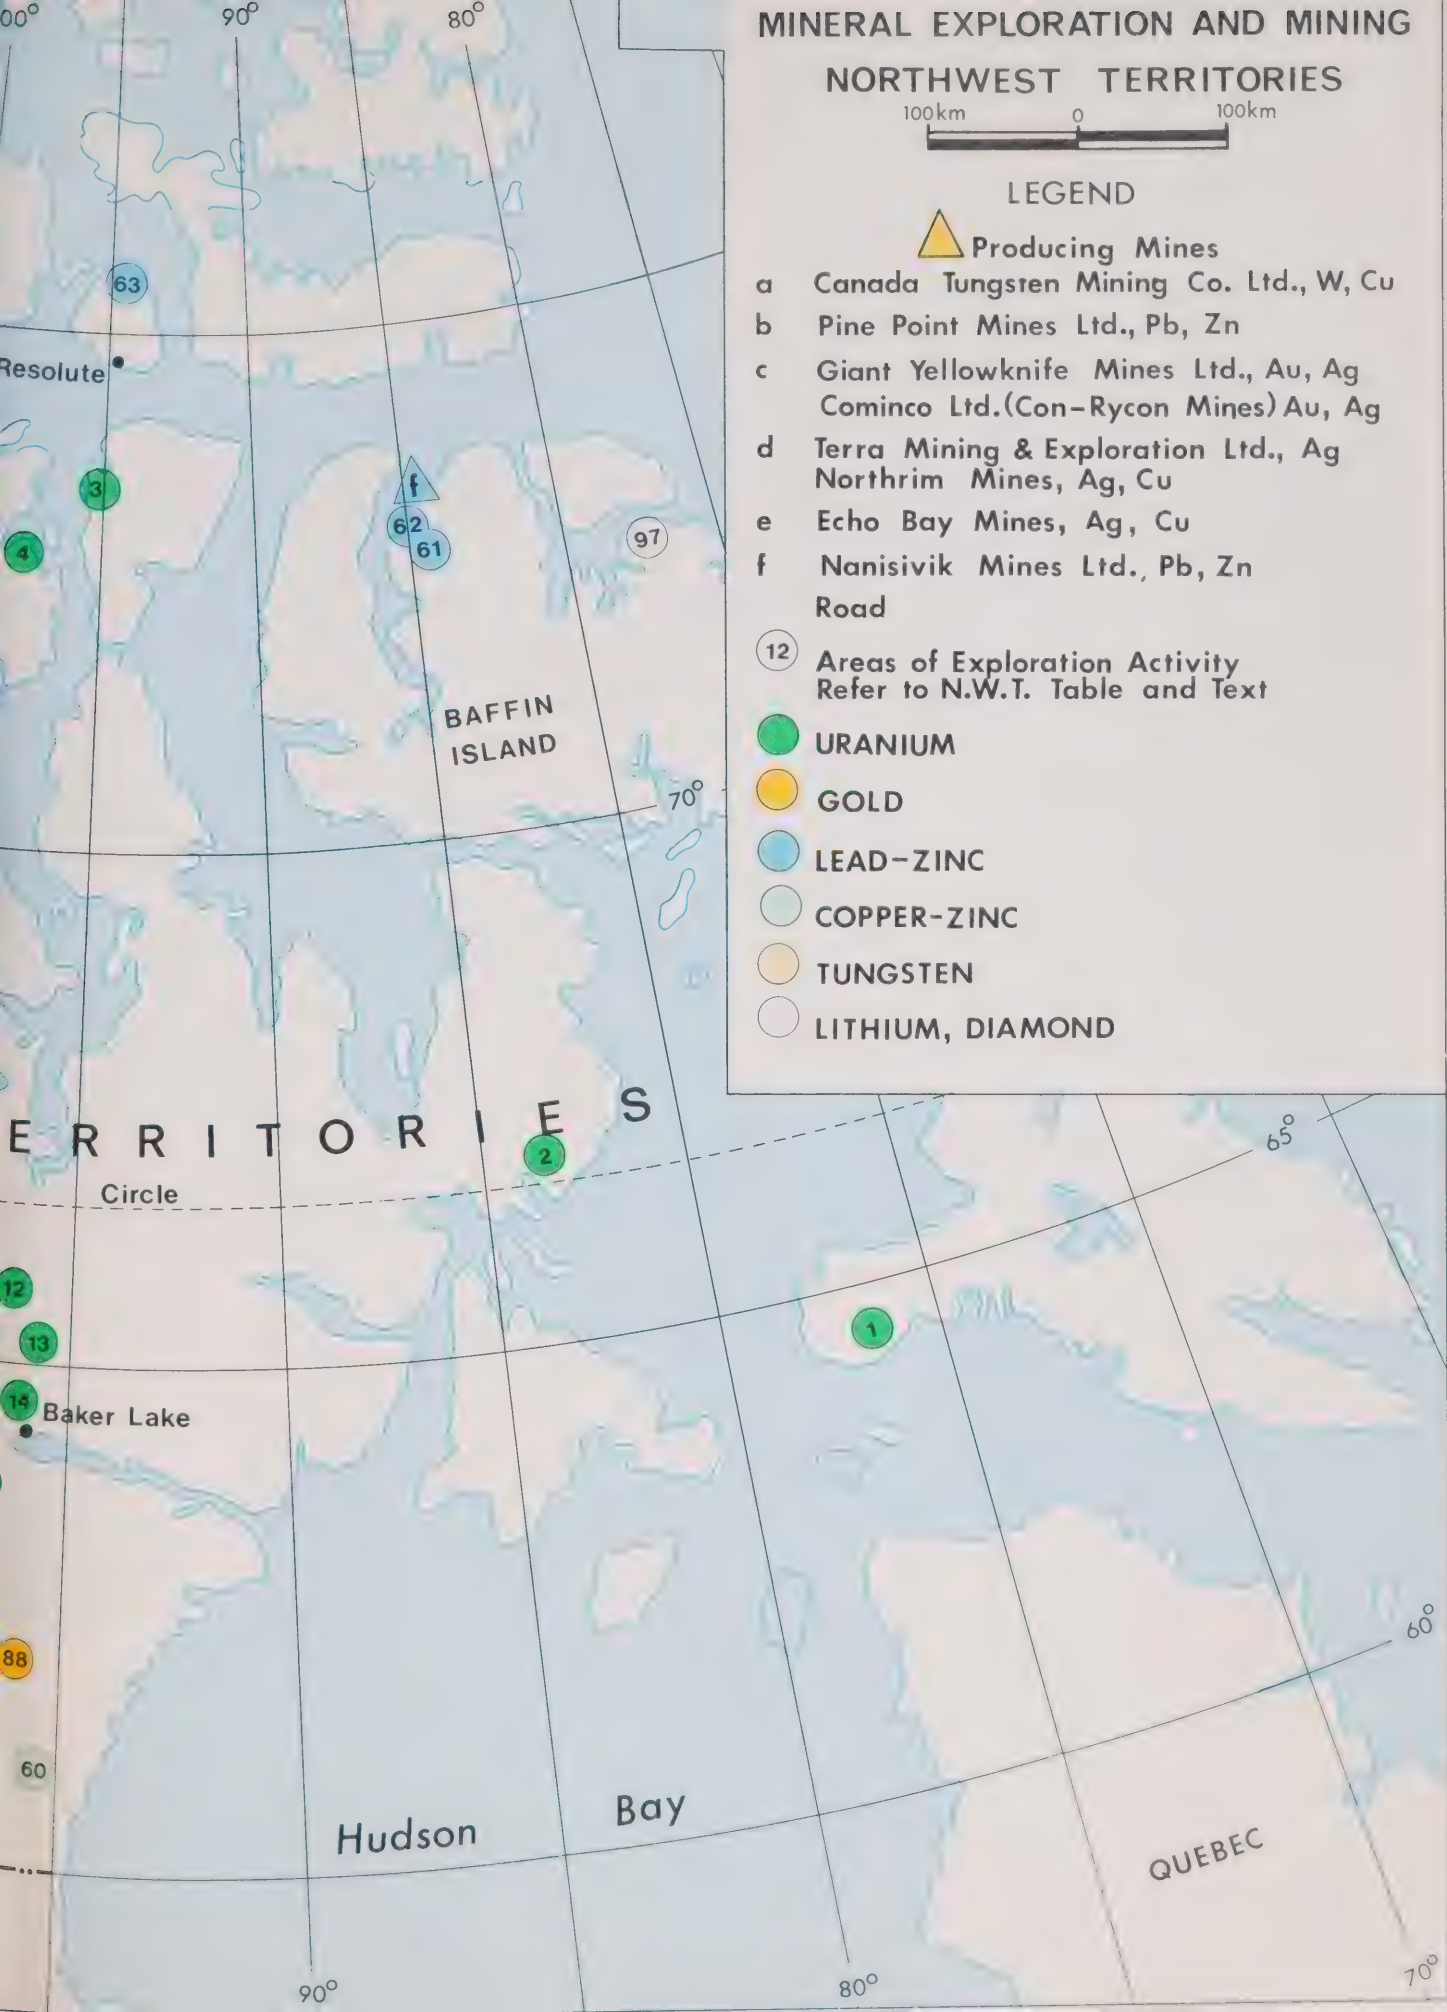 90°
80°
MINERAL EXPLORATION AND MINING
NORTHWEST TERRITORIES
100km 0 100km
LEGEND
Producing Mines
a Canada Tungsten Mining Co. Ltd., W, Cu
b Pine Point Mines Ltd., Pb, Zn
c Giant Yellowknife Mines Ltd., Au, Ag
Cominco Ltd.(Con-Rycon Mines) Au, Ag
d Terra Mining & Exploration Ltd., Ag
Northrim Mines, Ag, Cu
e Echo Bay Mines, Ag, Cu
f Nanisivik Mines Ltd., Pb, Zn
Road
12 Areas of Exploration Activity
Refer to N.W.T. Table and Text
URANIUM
GOLD
LEAD-ZINC
COPPER-ZINC
TUNGSTEN
LITHIUM, DIAMOND
63
Resolute
3
4
f
62
61
97
BAFFIN
ISLAND
70°
ERRITORIES
2
Circle
65°
12
13
1
14
Baker Lake
88
60
60°
Hudson Bay
QUEBEC
90°
80°
70°